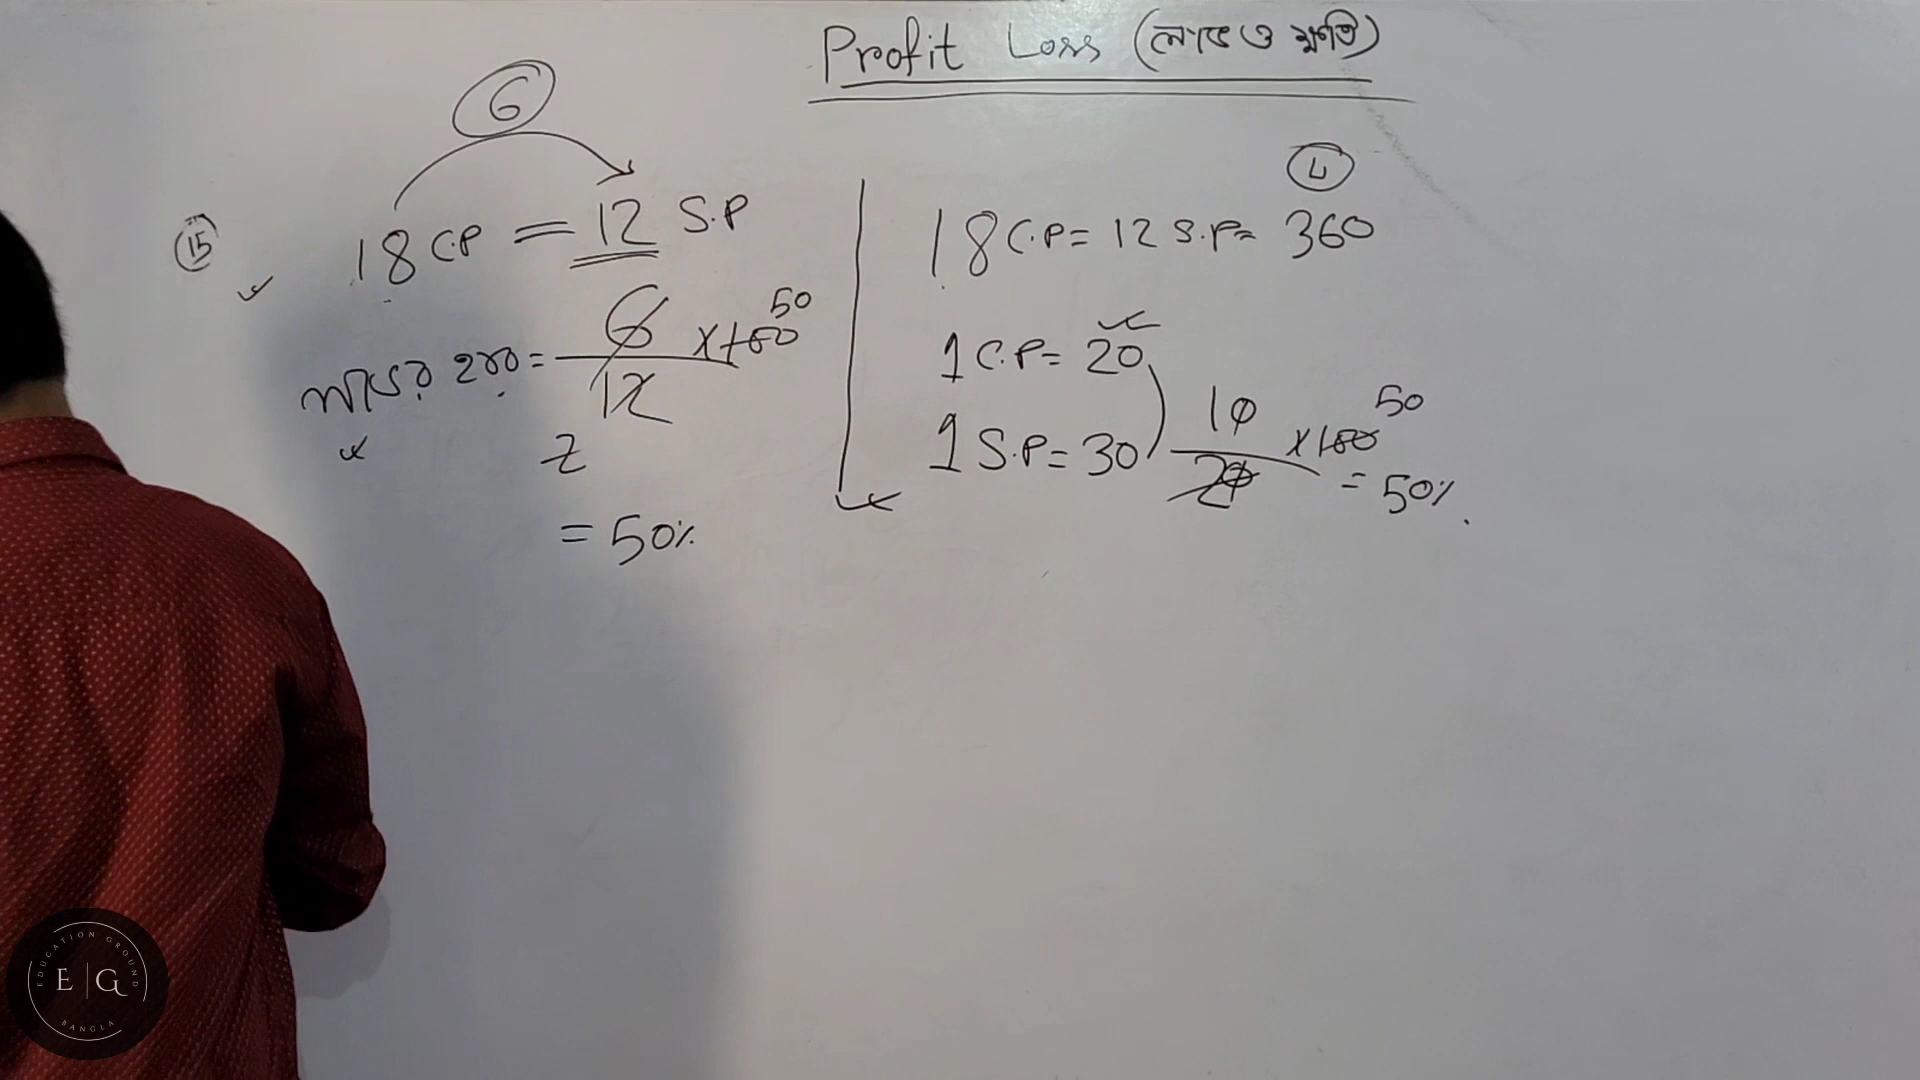 Profit Loss (লাভ ও ক্ষতি)
6
15
18 C.P = 12 S.P
লাভের হার = 6/12 × 100 50
2
= 50%
4
18 C.P = 12 S.P = 360
1 C.P = 20
1 S.P = 30
10/20 × 100 50
= 50%
EDUCATION GROUND
E|G
BANGLA